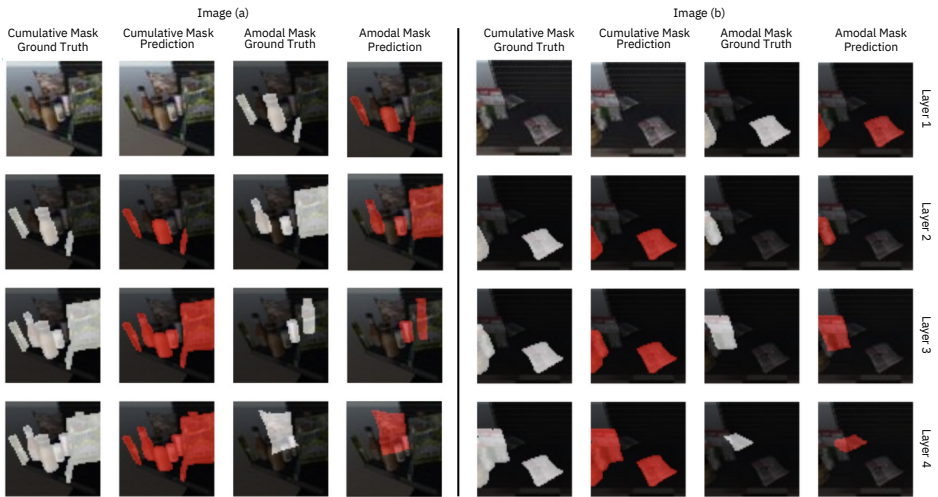 Image (a)
Cumulative Mask
Ground Truth
Cumulative Mask
Prediction
Amodal Mask
Ground Truth
Amodal Mask
Prediction
Image (b)
Cumulative Mask
Ground Truth
Cumulative Mask
Prediction
Amodal Mask
Ground Truth
Amodal Mask
Prediction
Layer 1
Layer 2
Layer 3
Layer 4